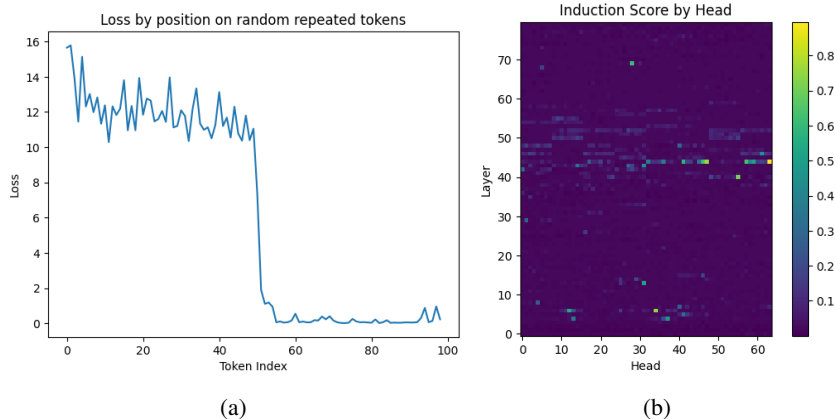 Loss by position on random repeated tokens
16
14
12
10
8
6
4
2
0
Loss
0 20 40 60 80 100
Token Index
(a)
Induction Score by Head
70
60
50
40
30
20
10
0
Layer
0 10 20 30 40 50 60
Head
0.8
0.7
0.6
0.5
0.4
0.3
0.2
0.1
(b)